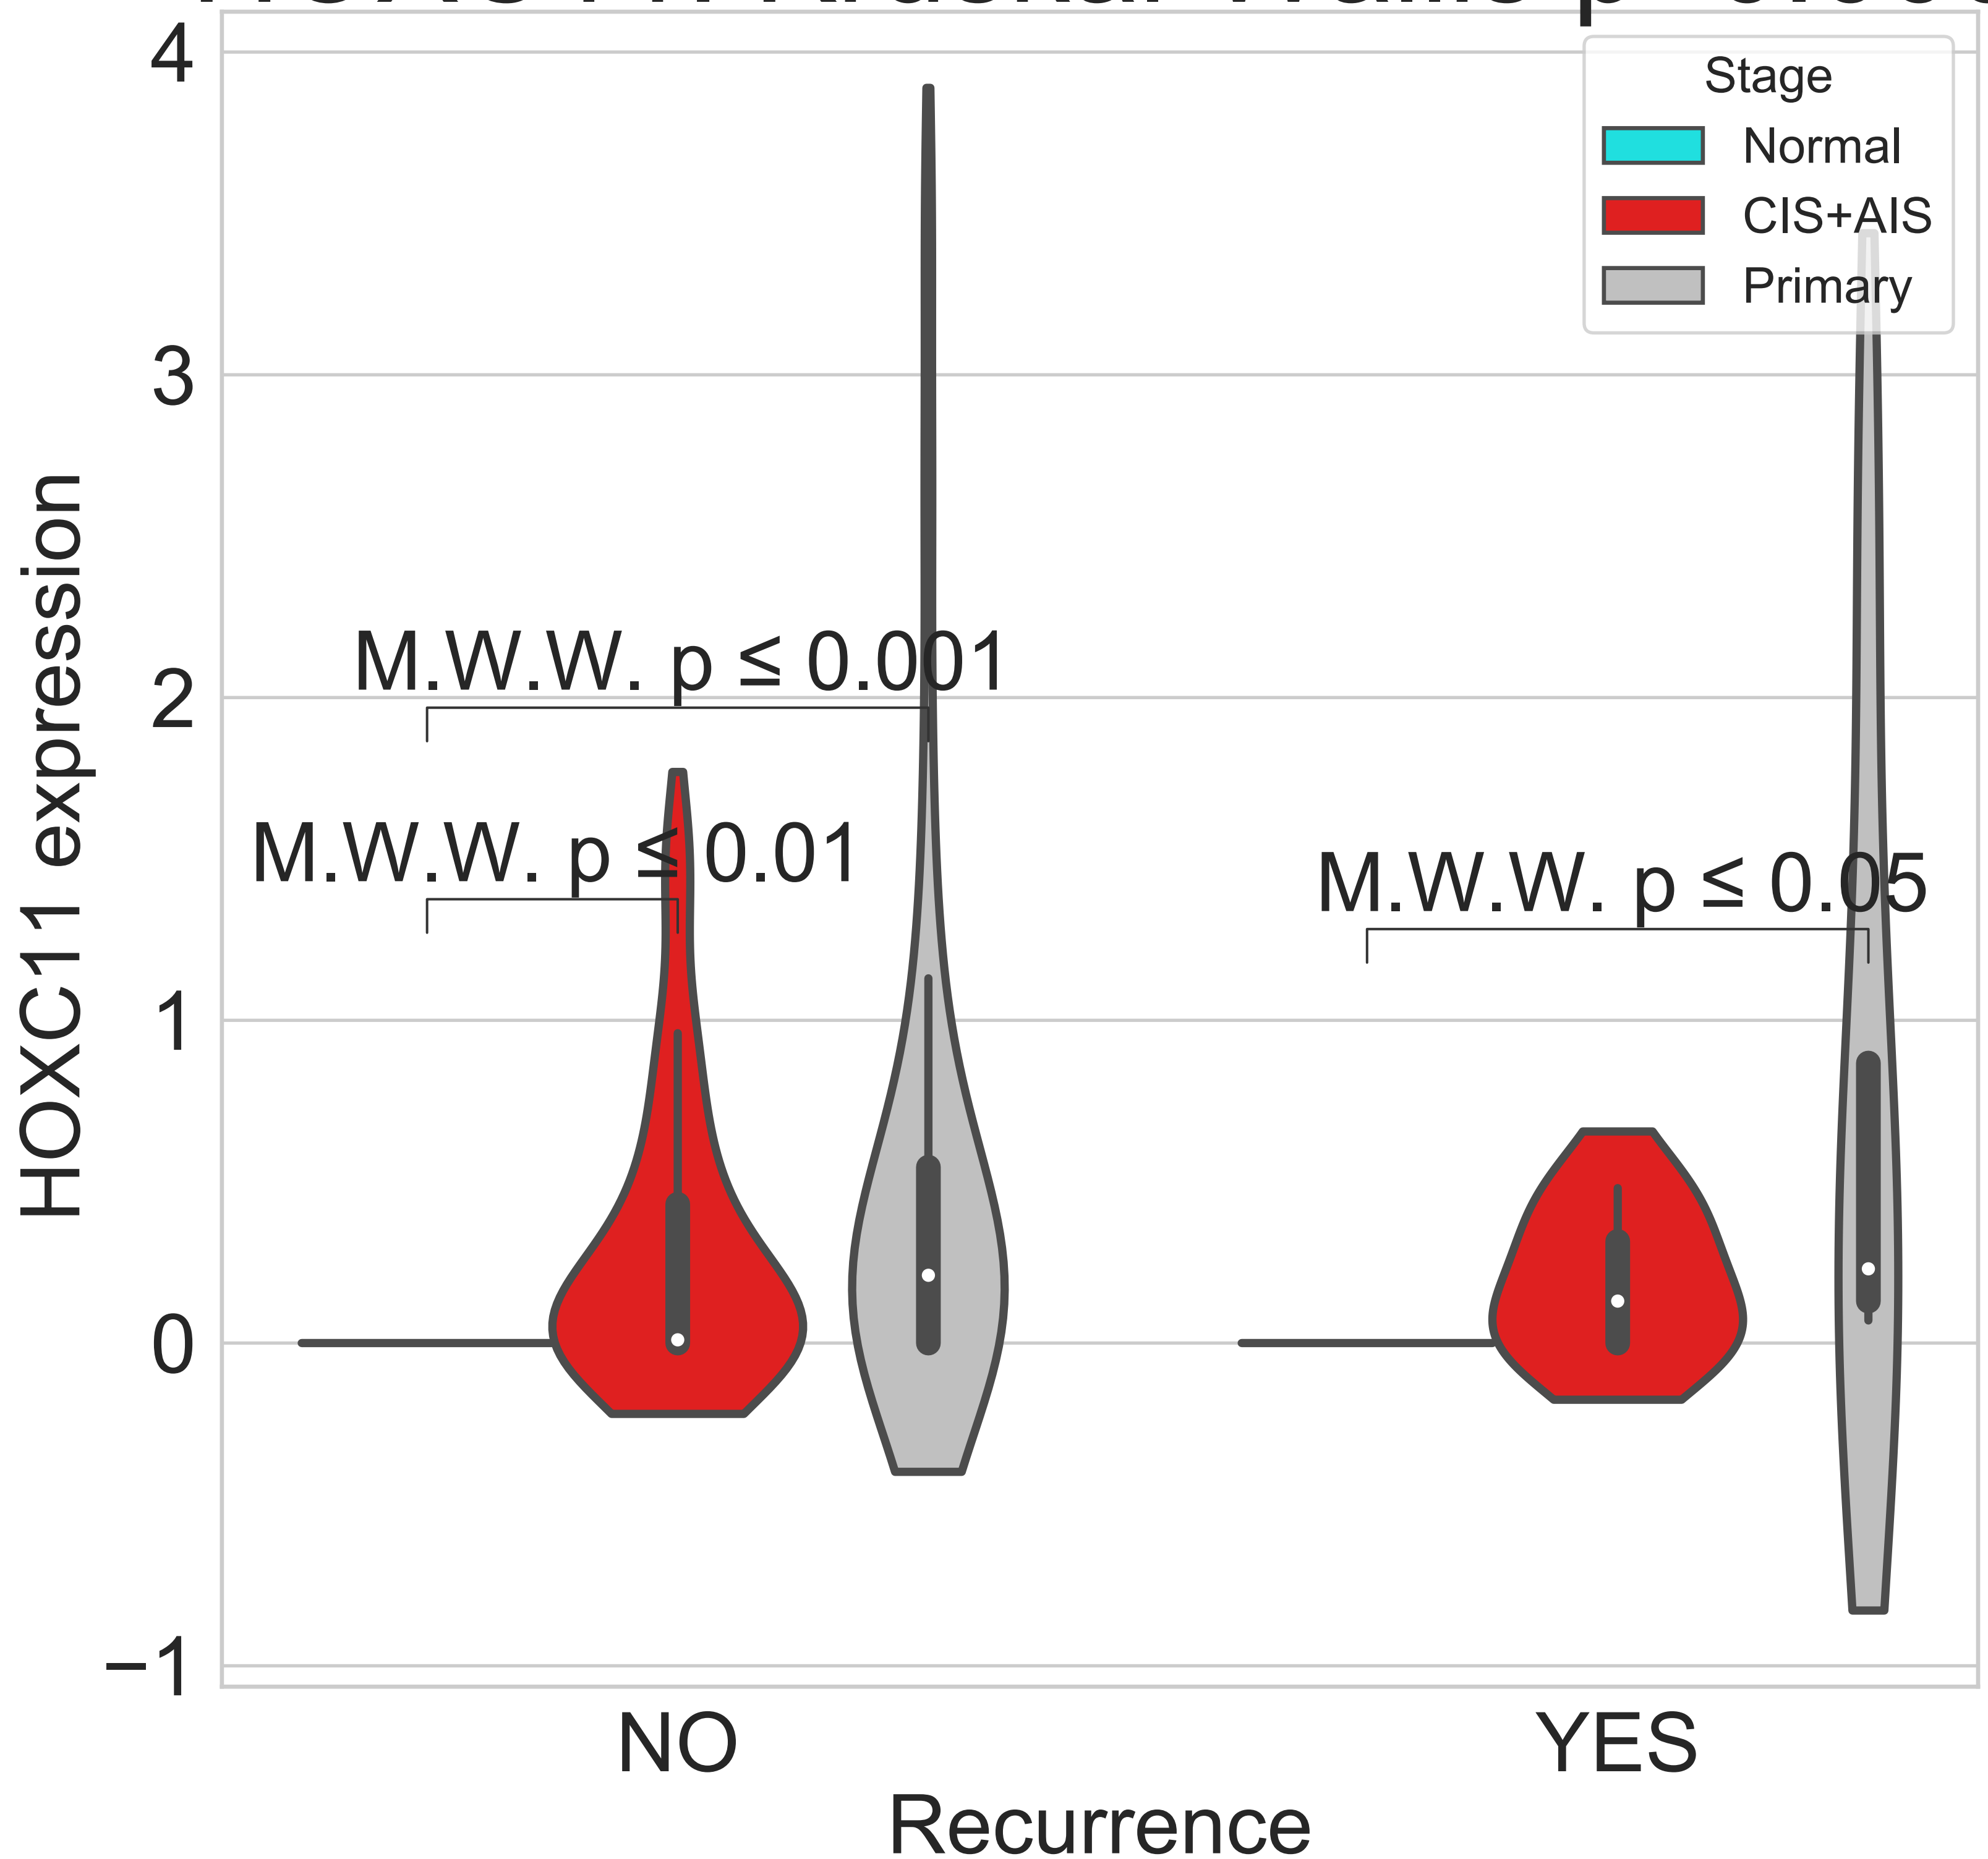 4
3
2
1
0
−1
HOXC11 expression
Stage
Normal
CIS+AIS
Primary
M.W.W. p ≤ 0.001
M.W.W. p ≤ 0.01
M.W.W. p ≤ 0.05
NO
YES
Recurrence